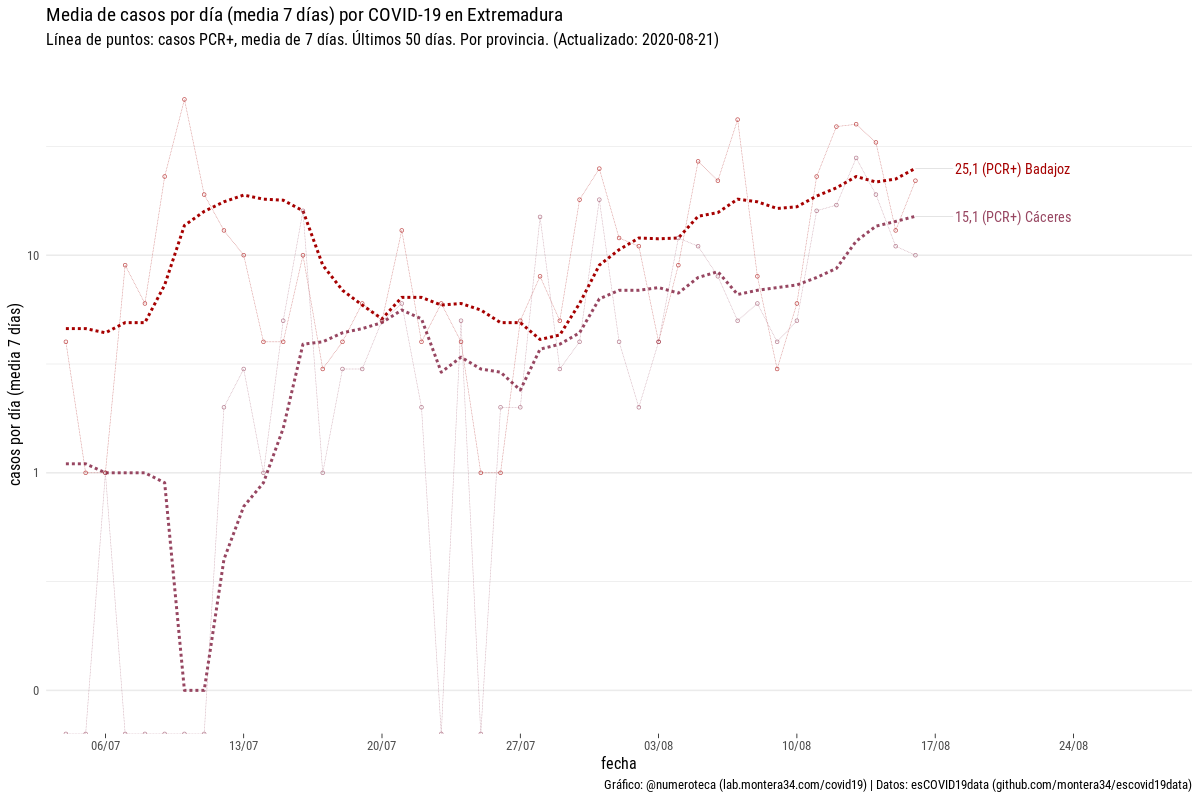 Media de casos por día (media 7 días) por COVID-19 en Extremadura
Línea de puntos: casos PCR+, media de 7 días. Últimos 50 días. Por provincia. (Actualizado: 2020-08-21)
casos por día (media 7 días)
10
1
0
25,1 (PCR+) Badajoz
15,1 (PCR+) Cáceres
06/07 13/07 20/07 27/07 03/08 10/08 17/08 24/08
fecha
Gráfico: @numeroteca (lab.montera34.com/covid19) | Datos: esCOVID19data (github.com/montera34/escovid19data)